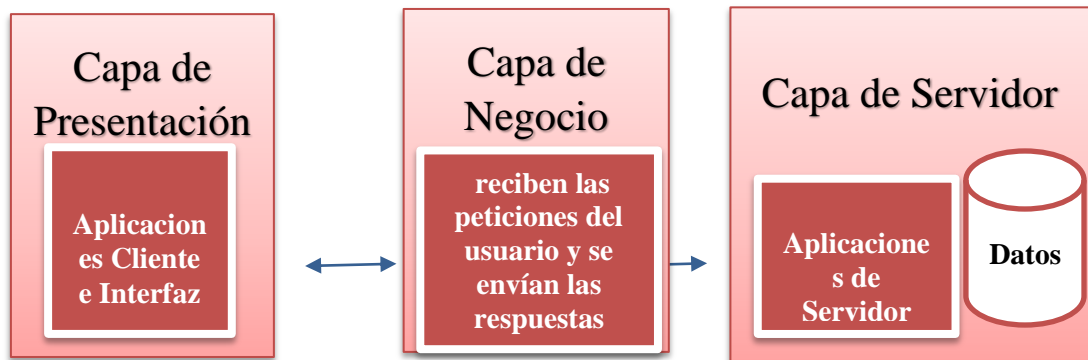 Capa de
Presentación
Aplicacion
es Cliente
e Interfaz
Capa de
Negocio
reciben las
peticiones del
usuario y se
envían las
respuestas
Capa de Servidor
Aplicacione
s de
Servidor
Datos